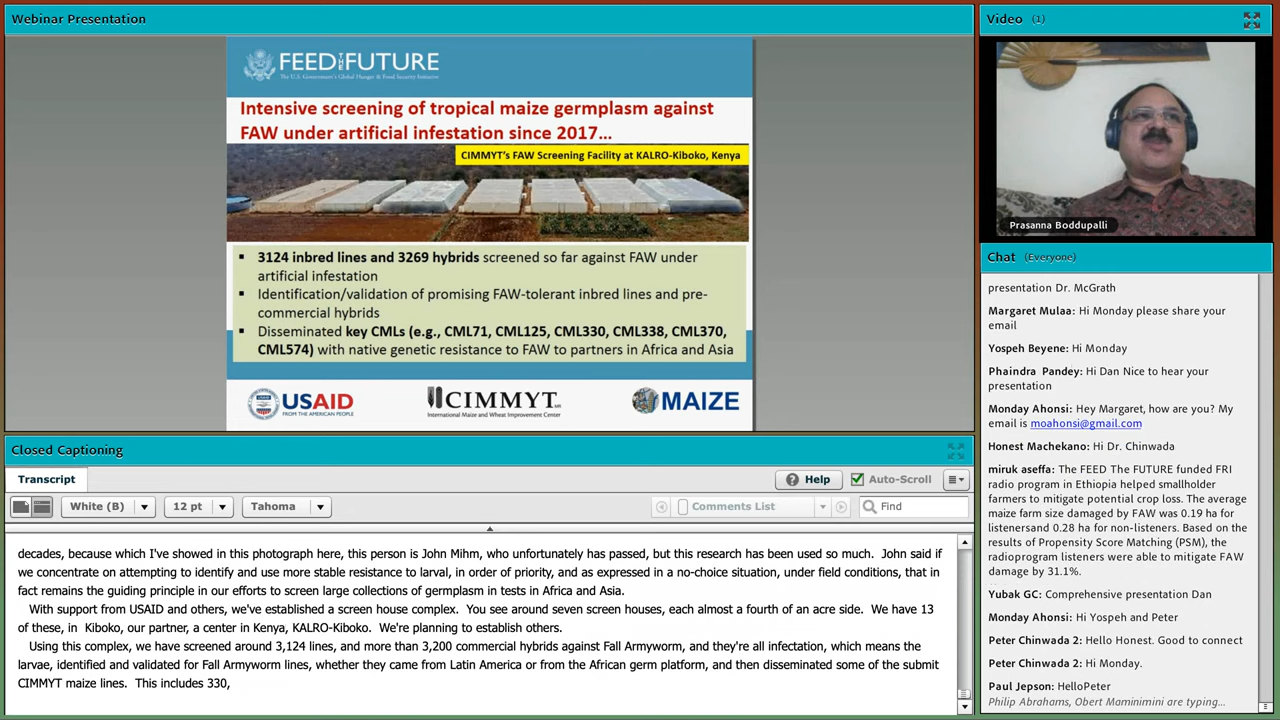 Webinar Presentation
FEED THE FUTURE
The U.S. Government's Global Hunger & Food Security Initiative
Intensive screening of tropical maize germplasm against
FAW under artificial infestation since 2017…
CIMMYT's FAW Screening Facility at KALRO-Kiboko, Kenya
▪ 3124 inbred lines and 3269 hybrids screened so far against FAW under
artificial infestation
▪ Identification/validation of promising FAW-tolerant inbred lines and pre-
commercial hybrids
▪ Disseminated key CMLs (e.g., CML71, CML125, CML330, CML338, CML370,
CML574) with native genetic resistance to FAW to partners in Africa and Asia
USAID
FROM THE AMERICAN PEOPLE
CIMMYT
International Maize and Wheat Improvement Center
MAIZE
Closed Captioning
Transcript
Help
Auto-Scroll
White (B)
12 pt
Tahoma
Comments List
Find
decades, because which I've showed in this photograph here, this person is John Mihm, who unfortunately has passed, but this research has been used so much. John said if
we concentrate on attempting to identify and use more stable resistance to larval, in order of priority, and as expressed in a no-choice situation, under field conditions, that in
fact remains the guiding principle in our efforts to screen large collections of germplasm in tests in Africa and Asia.
With support from USAID and others, we've established a screen house complex. You see around seven screen houses, each almost a fourth of an acre side. We have 13
of these, in Kiboko, our partner, a center in Kenya, KALRO-Kiboko. We're planning to establish others.
Using this complex, we have screened around 3,124 lines, and more than 3,200 commercial hybrids against Fall Armyworm, and they're all infectation, which means the
larvae, identified and validated for Fall Armyworm lines, whether they came from Latin America or from the African germ platform, and then disseminated some of the submit
CIMMYT maize lines. This includes 330,
Video (1)
Prasanna Boddupalli
Chat (Everyone)
presentation Dr. McGrath
Margaret Mulaa: Hi Monday please share your
email
Yospeh Beyene: Hi Monday
Phaindra Pandey: Hi Dan Nice to hear your
presentation
Monday Ahonsi: Hey Margaret, how are you? My
email is moahonsi@gmail.com
Honest Machekano: Hi Dr. Chinwada
miruk aseffa: The FEED The FUTURE funded FRI
radio program in Ethiopia helped smallholder
farmers to mitigate potential crop loss. The average
maize farm size damaged by FAW was 0.19 ha for
listenersand 0.28 ha for non-listeners. Based on the
results of Propensity Score Matching (PSM), the
radioprogram listeners were able to mitigate FAW
damage by 31.1%.
Yubak GC: Comprehensive presentation Dan
Monday Ahonsi: Hi Yospeh and Peter
Peter Chinwada 2: Hello Honest. Good to connect
Peter Chinwada 2: Hi Monday.
Paul Jepson: HelloPeter
Philip Abrahams, Obert Maminimini are typing...